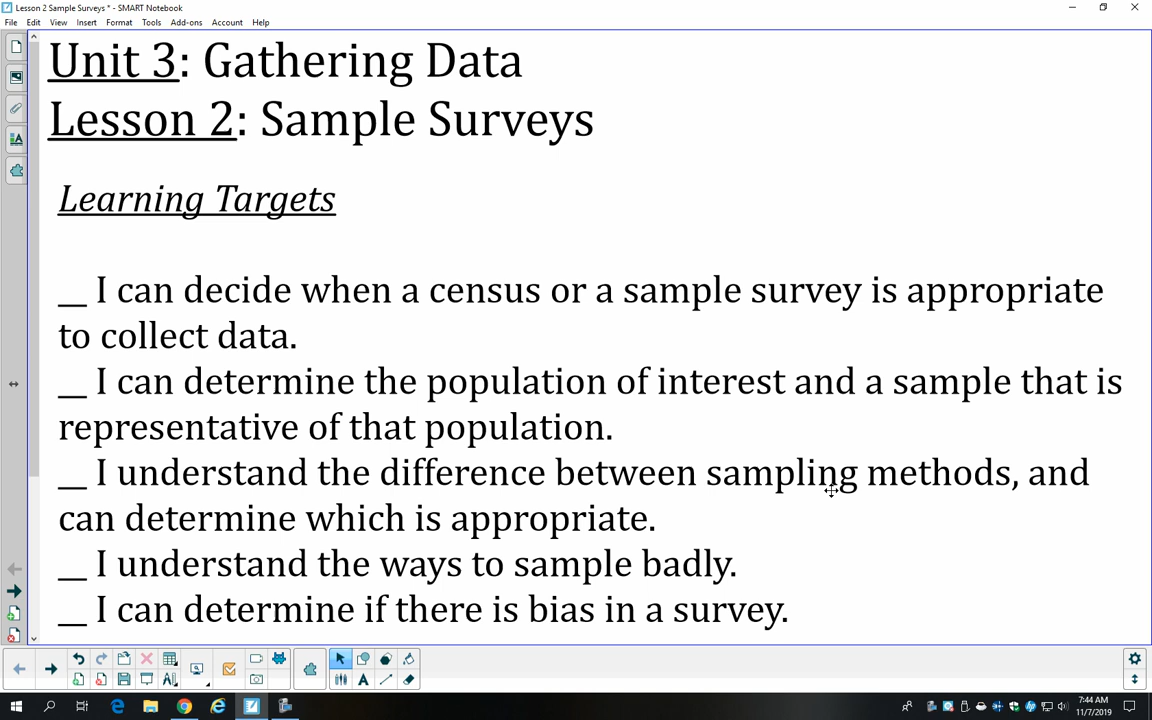 Lesson 2 Sample Surveys * - SMART Notebook
File Edit View Insert Format Tools Add-ons Account Help
Unit 3: Gathering Data
Lesson 2: Sample Surveys
Learning Targets
__ I can decide when a census or a sample survey is appropriate
to collect data.
__ I can determine the population of interest and a sample that is
representative of that population.
__ I understand the difference between sampling methods, and
can determine which is appropriate.
__ I understand the ways to sample badly.
__ I can determine if there is bias in a survey.
7:44 AM
11/7/2019